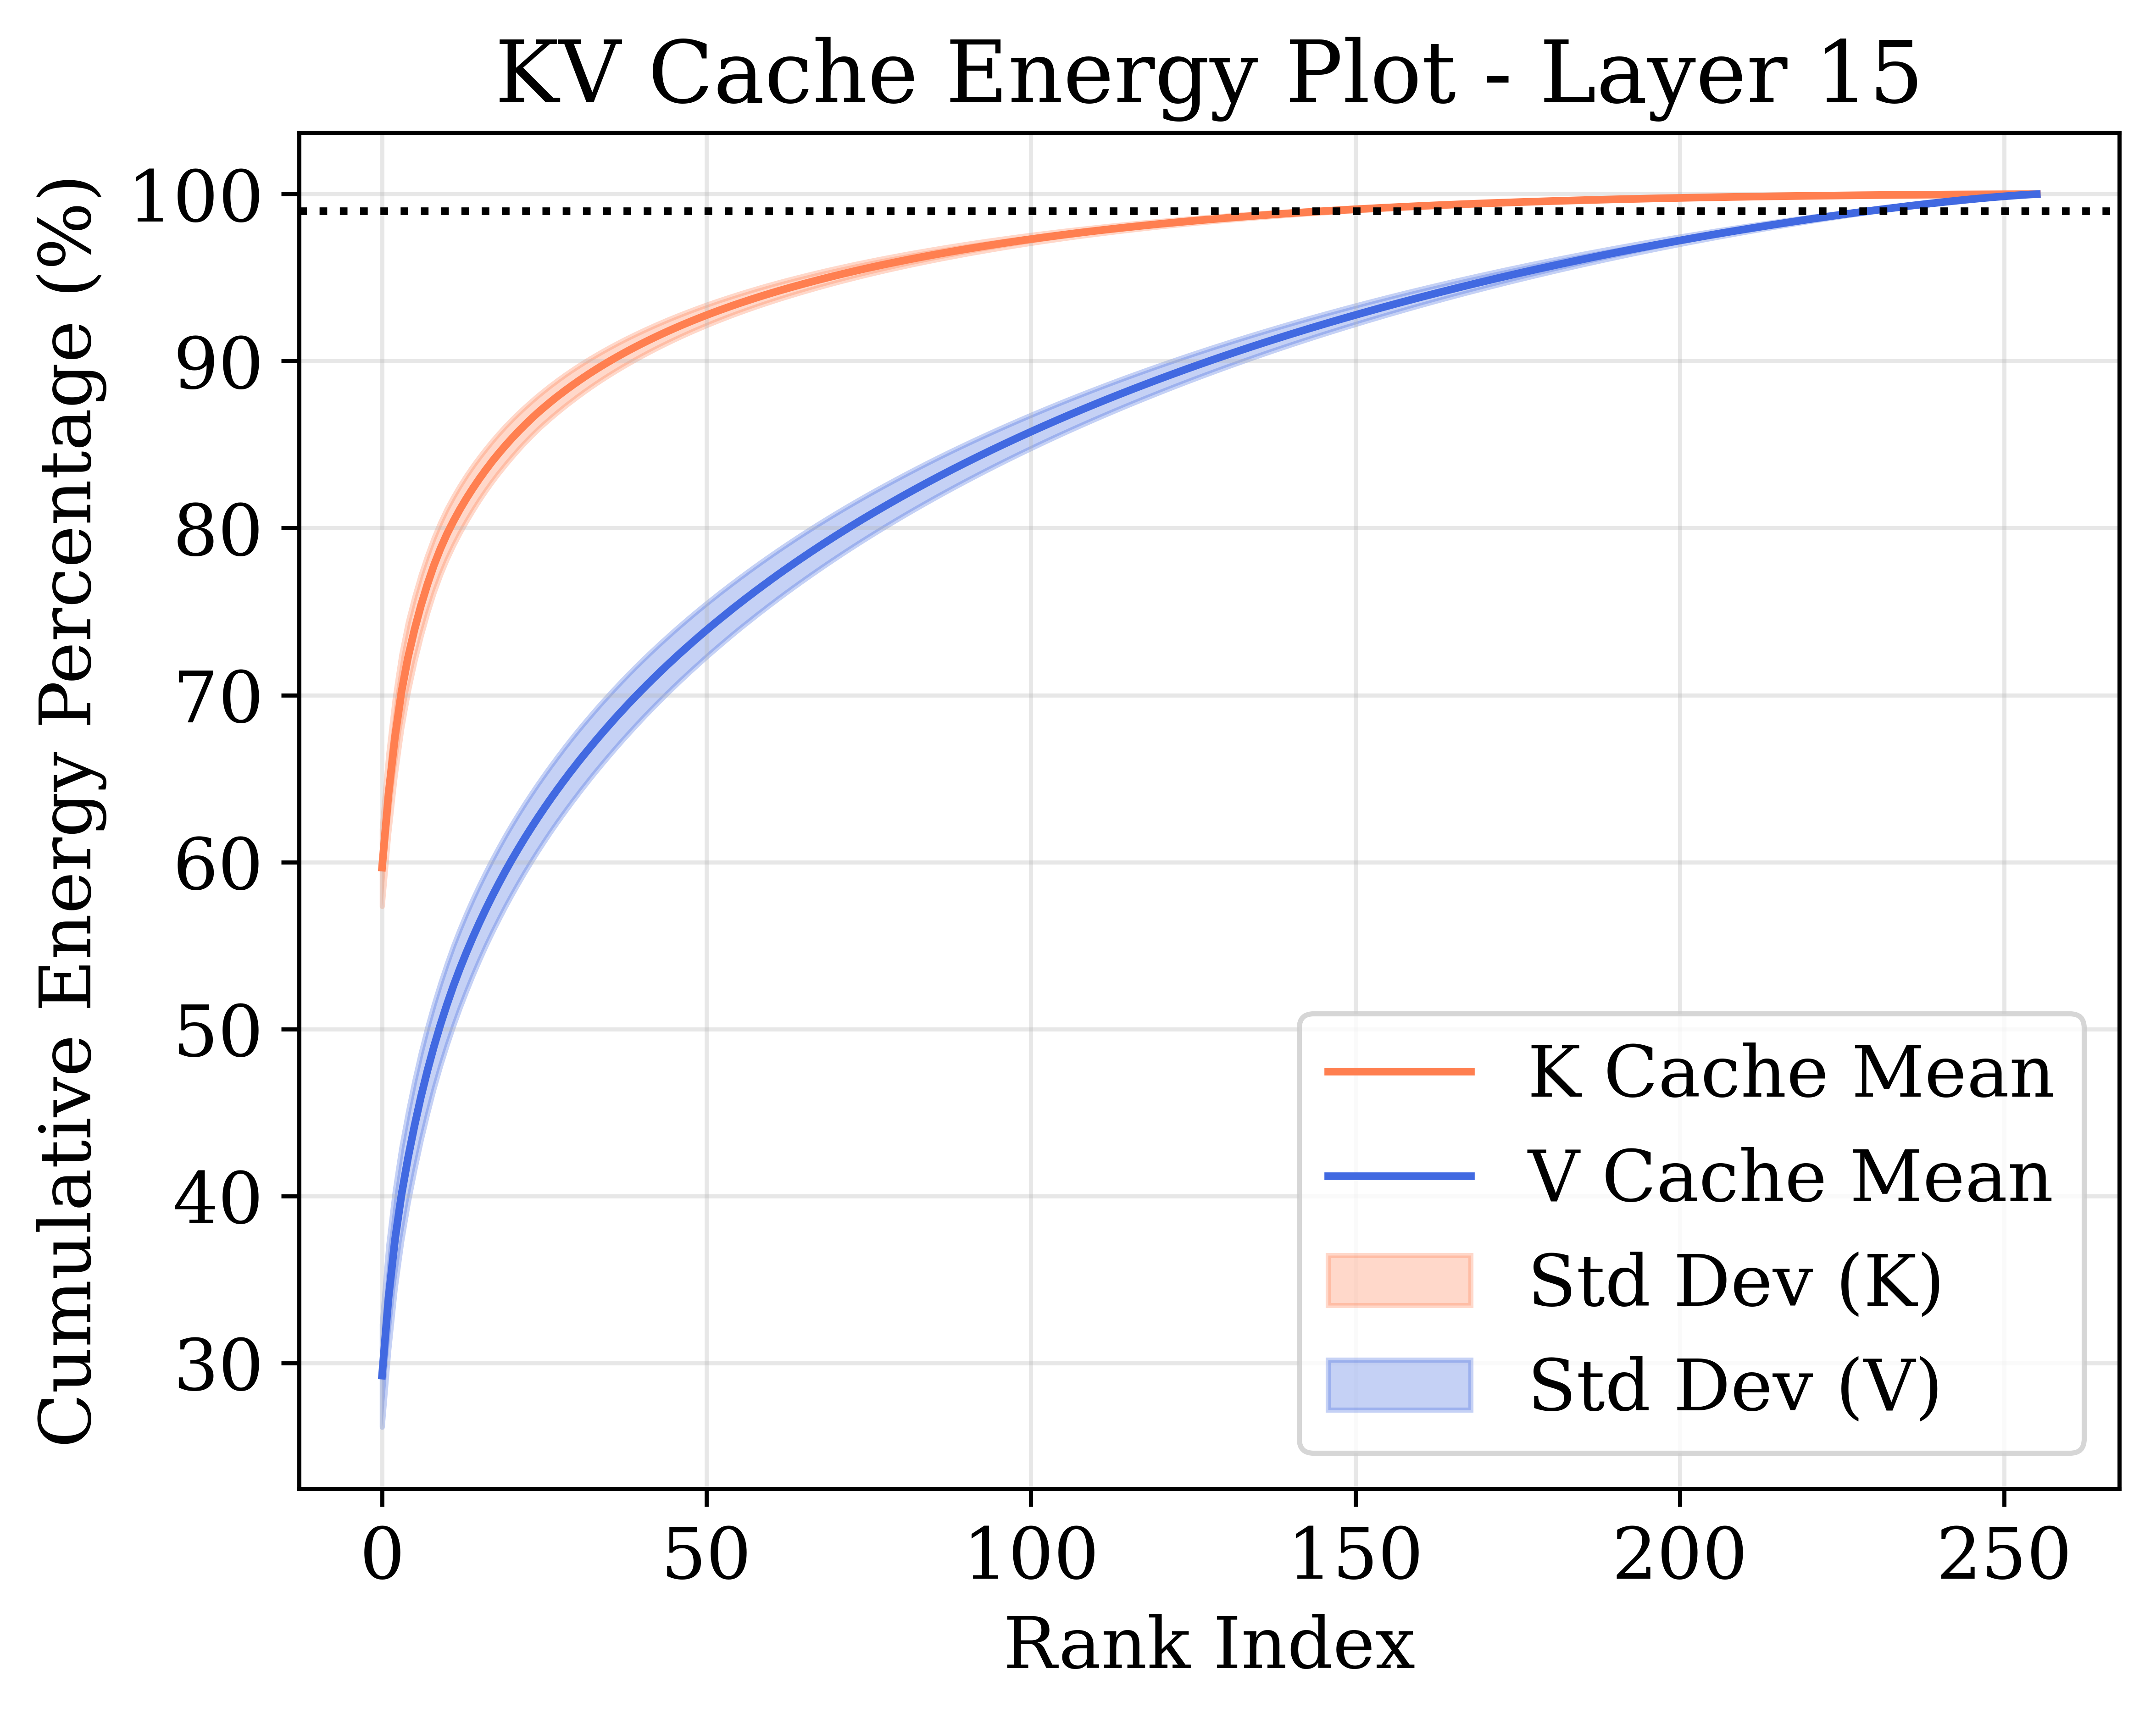 KV Cache Energy Plot - Layer 15
Cumulative Energy Percentage (%)
100
90
80
70
60
50
40
30
K Cache Mean
V Cache Mean
Std Dev (K)
Std Dev (V)
0 50 100 150 200 250
Rank Index